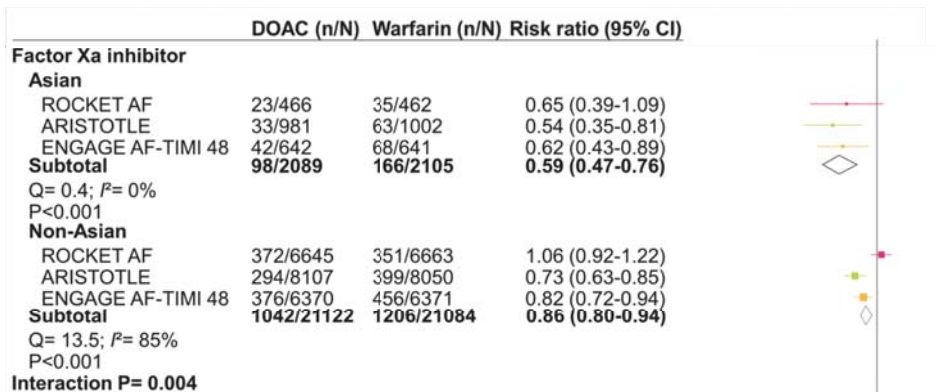 DOAC (n/N) Warfarin (n/N) Risk ratio (95% CI)
Factor Xa inhibitor
Asian
ROCKET AF 23/466 35/462 0.65 (0.39-1.09)
ARISTOTLE 33/981 63/1002 0.54 (0.35-0.81)
ENGAGE AF-TIMI 48 42/642 68/641 0.62 (0.43-0.89)
Subtotal 98/2089 166/2105 0.59 (0.47-0.76)
Q= 0.4; I²= 0%
P<0.001
Non-Asian
ROCKET AF 372/6645 351/6663 1.06 (0.92-1.22)
ARISTOTLE 294/8107 399/8050 0.73 (0.63-0.85)
ENGAGE AF-TIMI 48 376/6370 456/6371 0.82 (0.72-0.94)
Subtotal 1042/21122 1206/21084 0.86 (0.80-0.94)
Q= 13.5; I²= 85%
P<0.001
Interaction P= 0.004